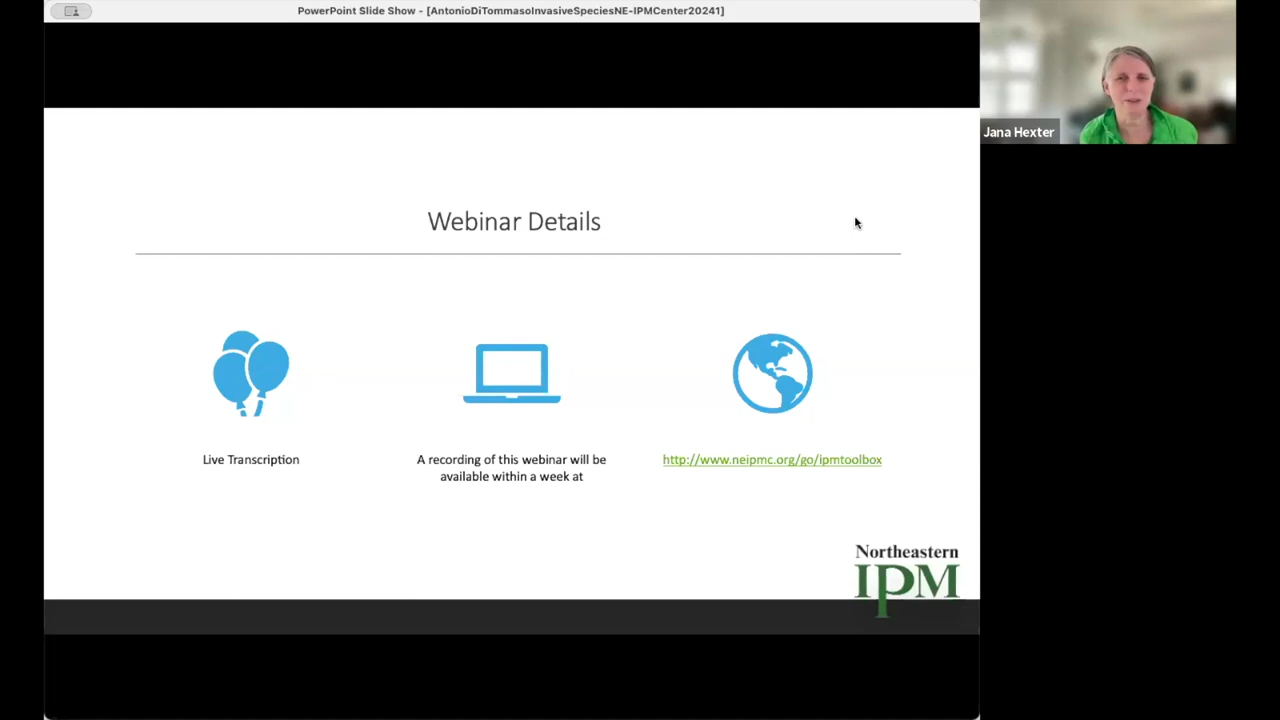 PowerPoint Slide Show - [AntonioDiTommasoInvasiveSpeciesNE-IPMCenter20241]
Jana Hexter
Webinar Details
Live Transcription
A recording of this webinar will be
available within a week at
http://www.neipmc.org/go/ipmtoolbox
Northeastern
IPM